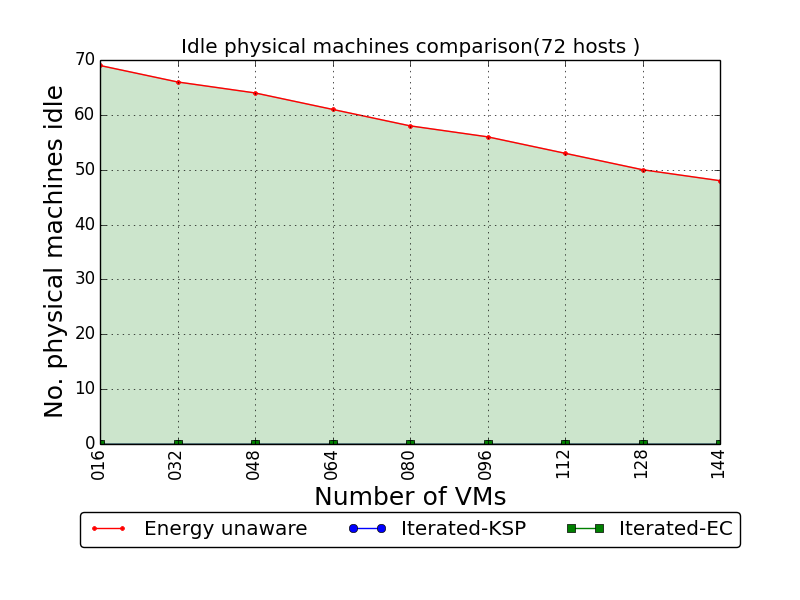 Idle physical machines comparison(72 hosts )
No. physical machines idle
70
60
50
40
30
20
10
0
016
032
048
064
080
096
112
128
144
Number of VMs
Energy unaware
Iterated-KSP
Iterated-EC